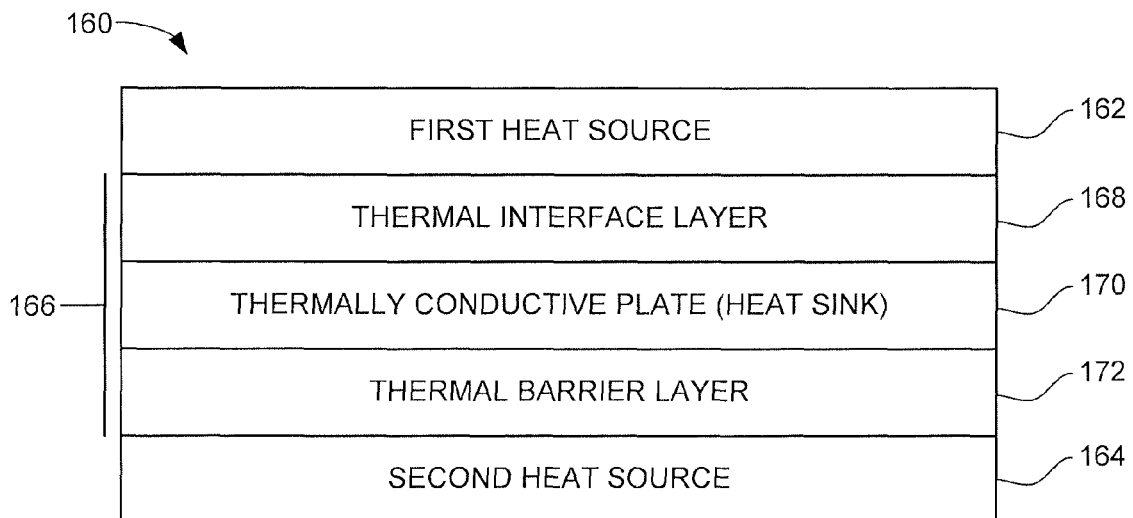 160
FIRST HEAT SOURCE 162
THERMAL INTERFACE LAYER 168
166 THERMALLY CONDUCTIVE PLATE (HEAT SINK) 170
THERMAL BARRIER LAYER 172
SECOND HEAT SOURCE 164